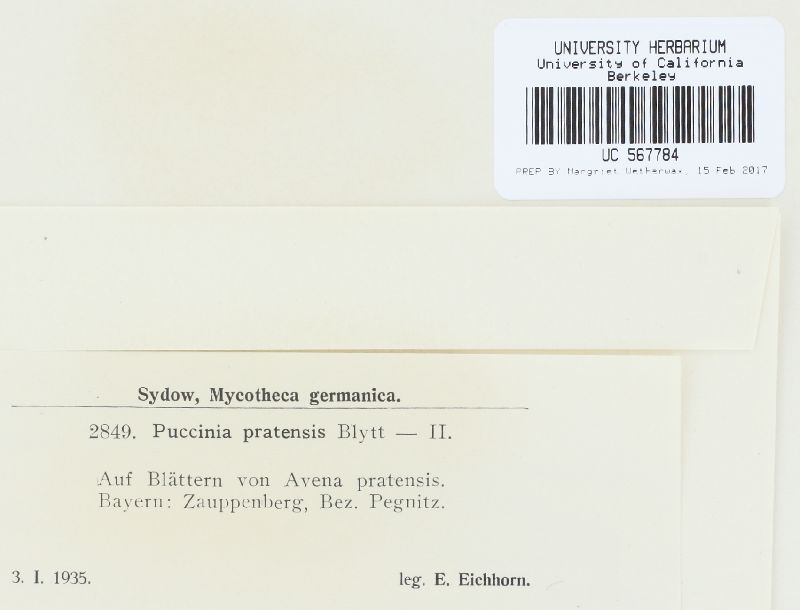 UNIVERSITY HERBARIUM
University of California
Berkeley
UC 567784
PREP BY Margriet Wetherwax, 15 Feb 2017
Sydow, Mycotheca germanica.
2849. Puccinia pratensis Blytt — II.
Auf Blättern von Avena pratensis.
Bayern: Zauppenberg, Bez. Pegnitz.
3. I. 1935. leg. E. Eichhorn.